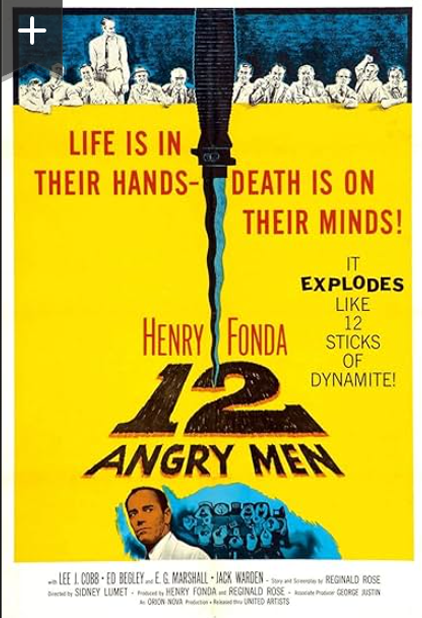 LIFE IS IN
THEIR HANDS- DEATH IS ON
THEIR MINDS!
IT
EXPLODES
LIKE
12
STICKS
OF
DYNAMITE!
HENRY FONDA
12
ANGRY MEN
with LEE J. COBB • ED BEGLEY and E. G. MARSHALL • JACK WARDEN • Story and Screenplay by REGINALD ROSE
Directed by SIDNEY LUMET • Produced by HENRY FONDA and REGINALD ROSE • Associate Producer GEORGE JUSTIN
An ORION-NOVA Production • Released thru UNITED ARTISTS